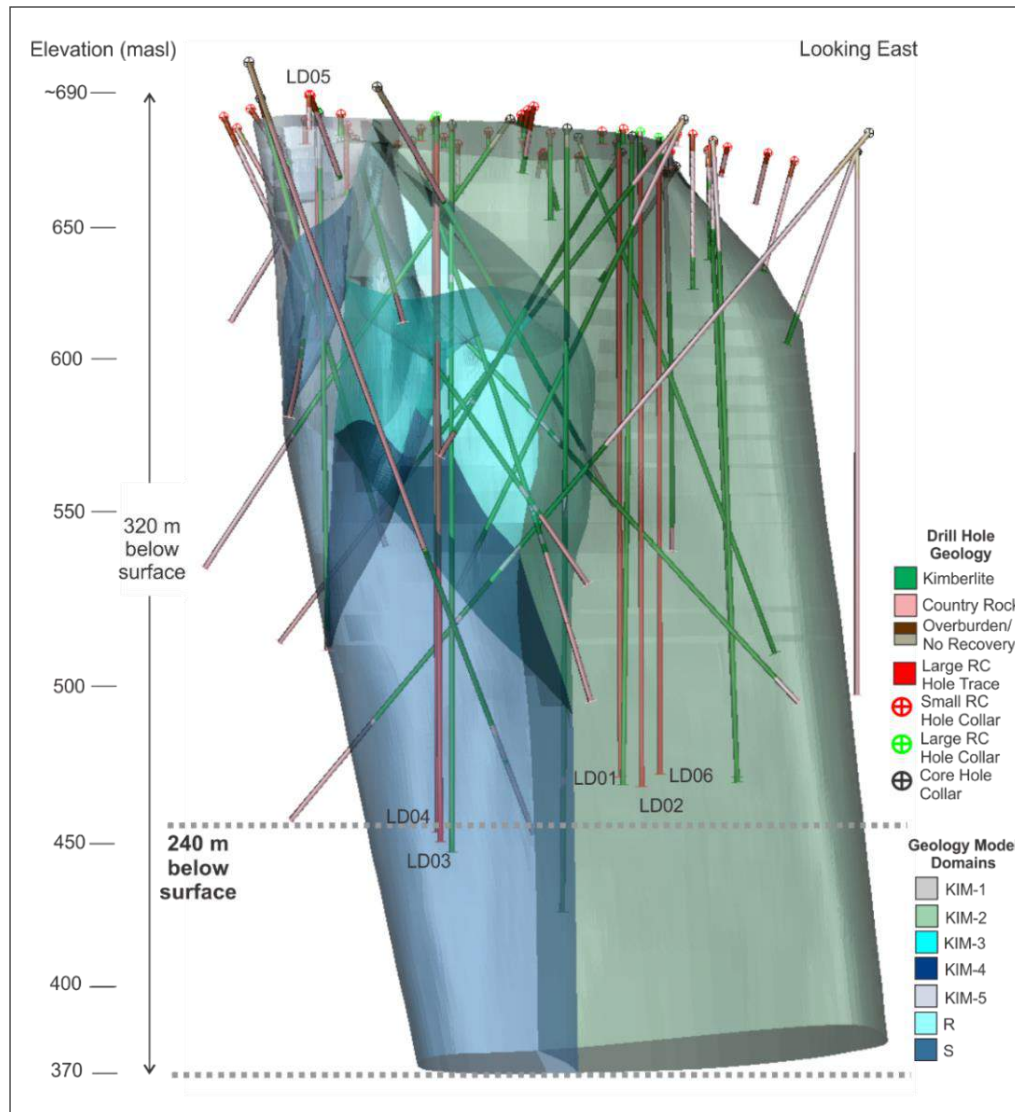 Elevation (masl)
Looking East
LD05
~690
650
600
550
320 m
below
surface
500
LD01
LD06
LD02
LD04
LD03
450
240 m
below
surface
400
370
Drill Hole
Geology
Kimberlite
Country Rock
Overburden/
No Recovery
Large RC
Hole Trace
Small RC
Hole Collar
Large RC
Hole Collar
Core Hole
Collar
Geology Model
Domains
KIM-1
KIM-2
KIM-3
KIM-4
KIM-5
R
S